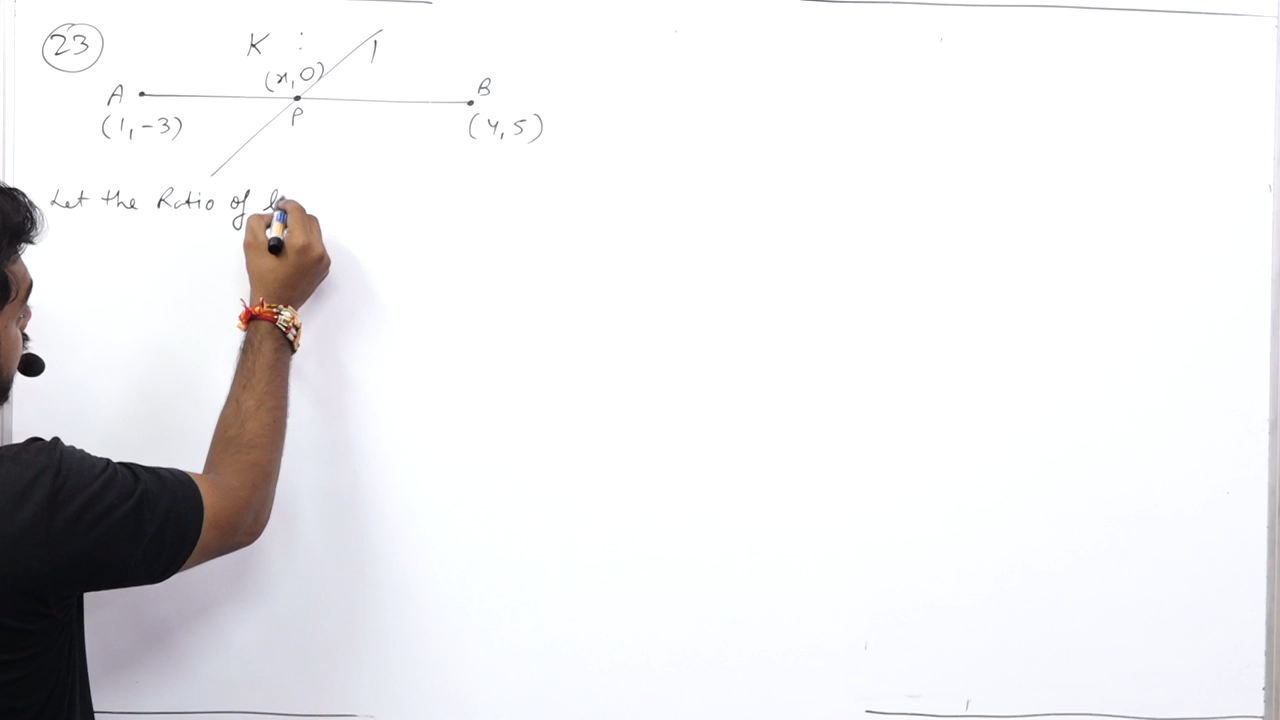 23
K : 1
(x, 0)
A B
P
(1, -3) (4, 5)
Let the Ratio of